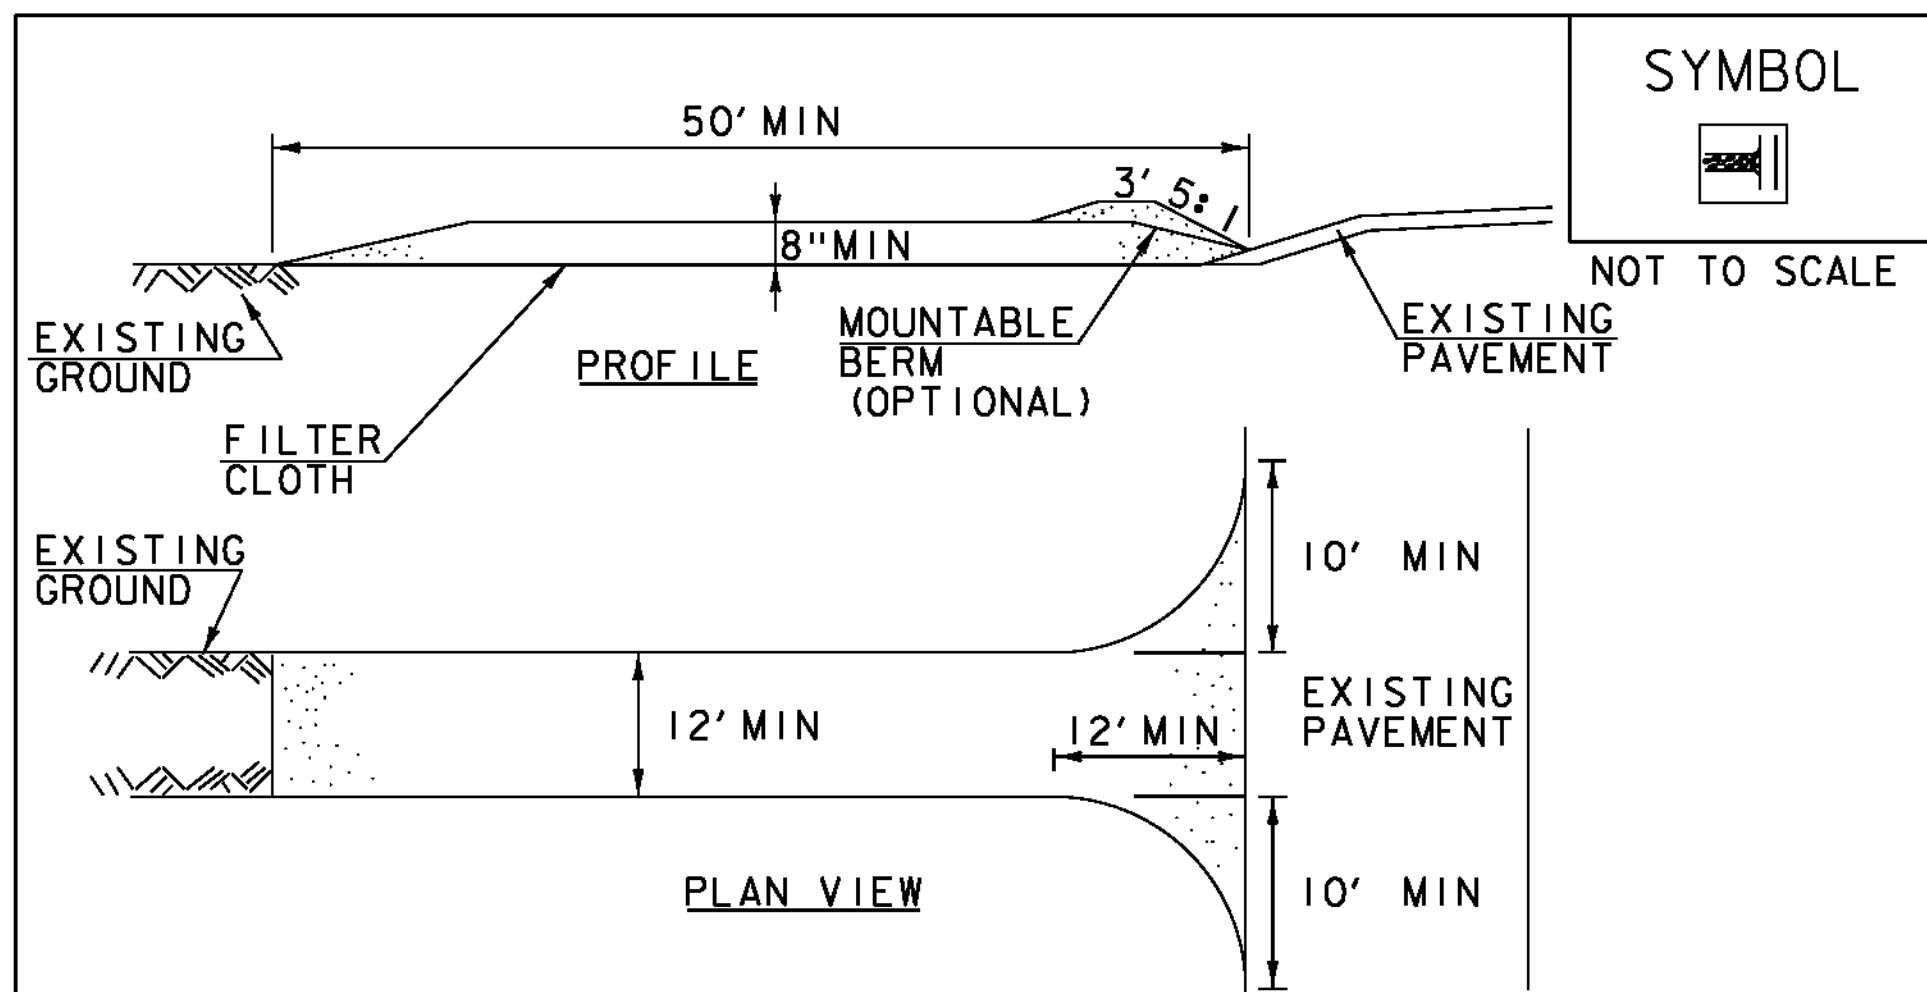 SYMBOL
NOT TO SCALE
50' MIN
3' 5:1
8" MIN
EXISTING
GROUND
PROFILE
MOUNTABLE
BERM
(OPTIONAL)
EXISTING
PAVEMENT
FILTER
CLOTH
EXISTING
GROUND
10' MIN
12' MIN
12' MIN
EXISTING
PAVEMENT
PLAN VIEW
10' MIN